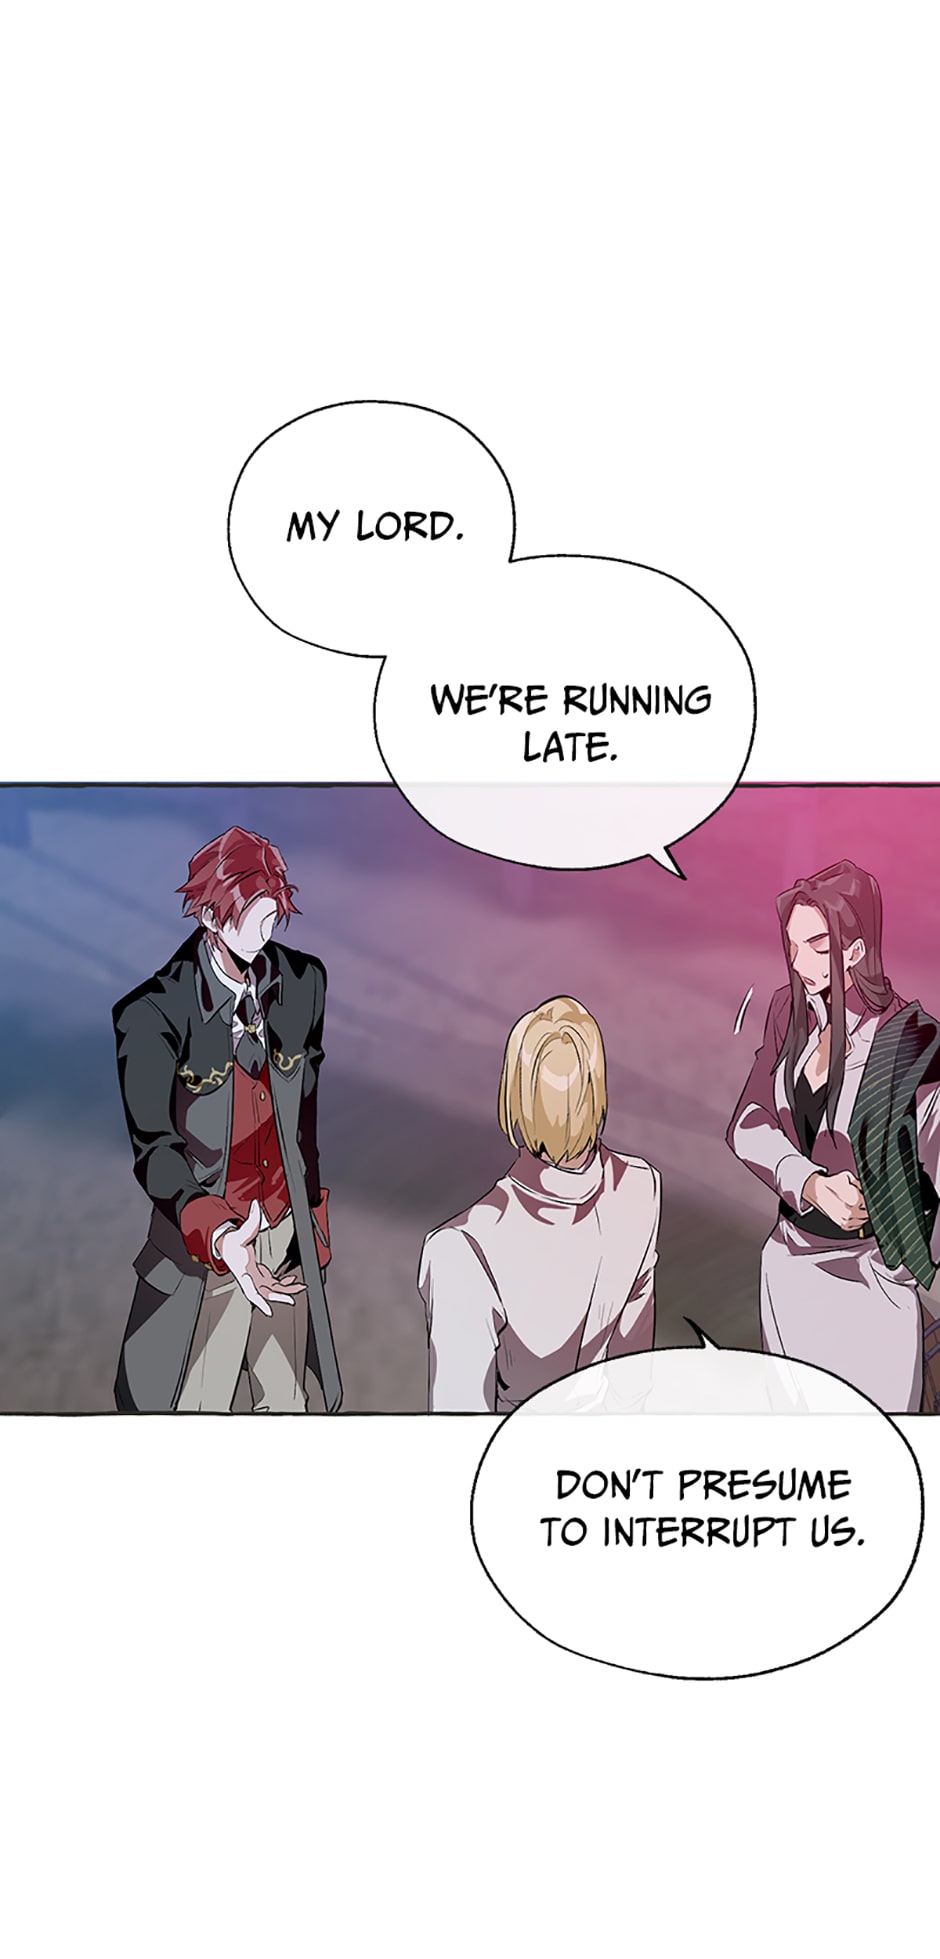 MY LORD.
WE'RE RUNNING
LATE.
DON'T PRESUME
TO INTERRUPT US.